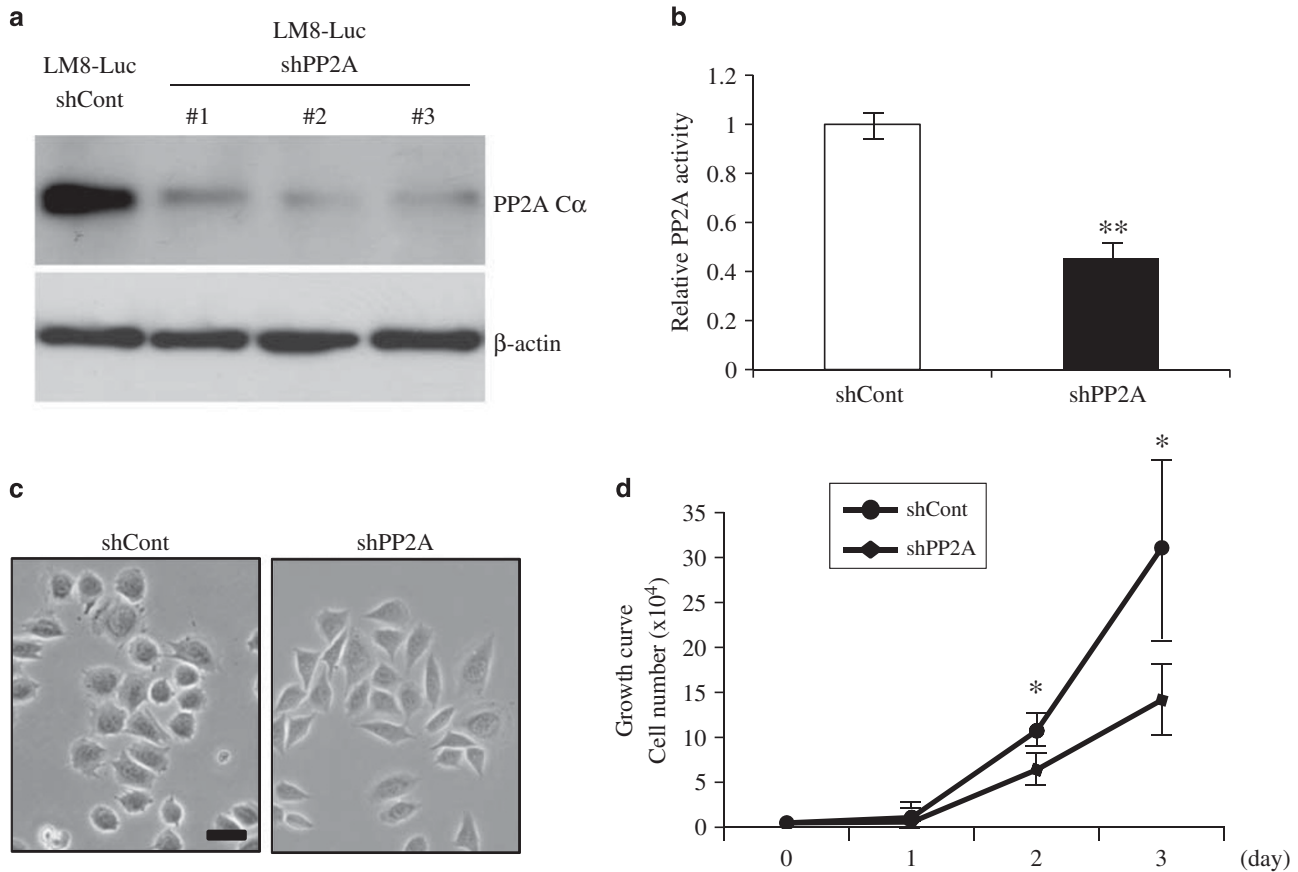 a
LM8-Luc
shCont
LM8-Luc
shPP2A
#1 #2 #3
PP2A Cα
β-actin
b
Relative PP2A activity
1.2
1
0.8
0.6
0.4
0.2
0
**
shCont shPP2A
c
shCont shPP2A
d
shCont
shPP2A
Growth curve
Cell number (x10⁴)
35
30
25
20
15
10
5
0
*
*
0 1 2 3 (day)